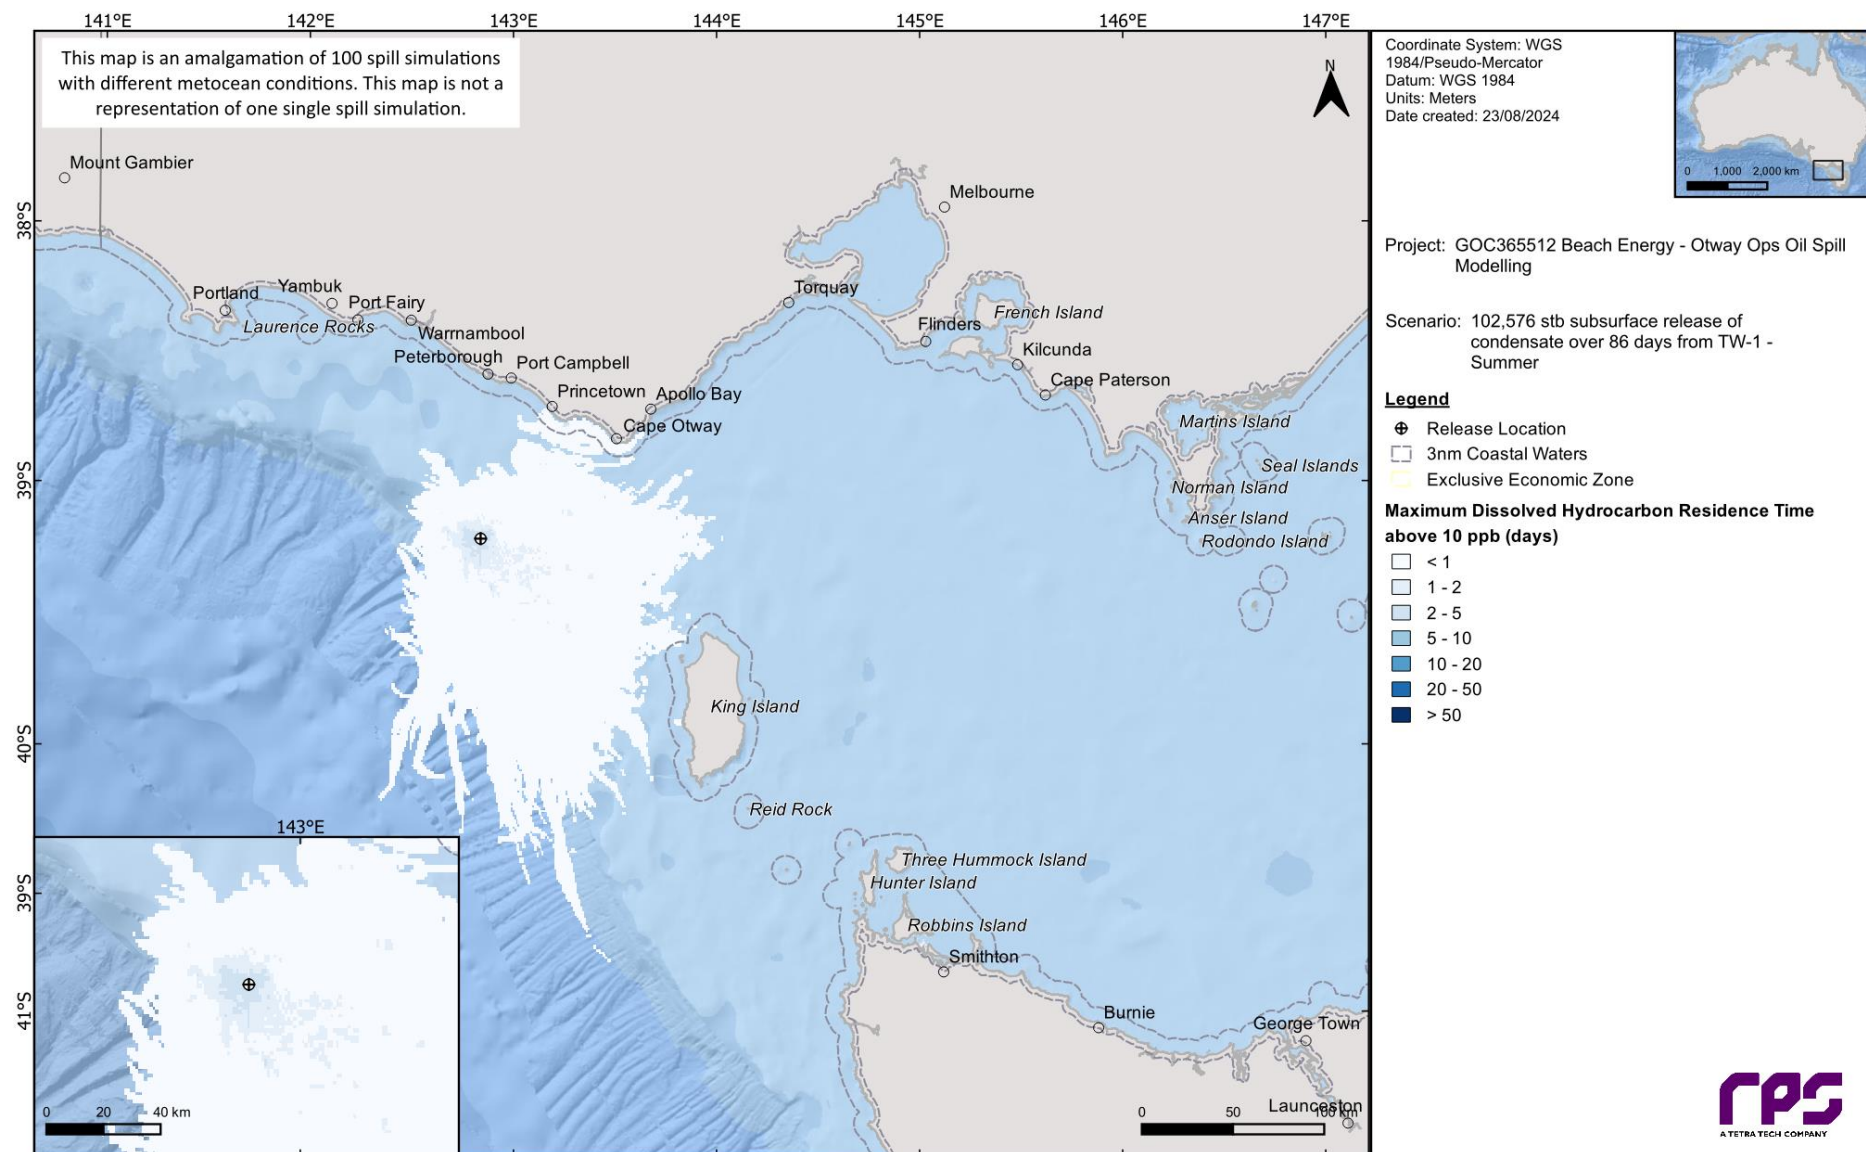 141°E 142°E 143°E 144°E 145°E 146°E 147°E
This map is an amalgamation of 100 spill simulations
with different metocean conditions. This map is not a
representation of one single spill simulation.
N
Mount Gambier
Melbourne
38°S
Portland
Yambuk
Port Fairy
Laurence Rocks
Warrnambool
Peterborough
Port Campbell
Princetown
Apollo Bay
Cape Otway
Torquay
Flinders
French Island
Kilcunda
Cape Paterson
Martins Island
Seal Islands
39°S
Norman Island
Anser Island
Rodondo Island
King Island
40°S
Reid Rock
Three Hummock Island
Hunter Island
Robbins Island
Smithton
41°S
Burnie
George Town
Launceston
0 50 100 km
143°E
39°S
0 20 40 km
Coordinate System: WGS
1984/Pseudo-Mercator
Datum: WGS 1984
Units: Meters
Date created: 23/08/2024
0 1,000 2,000 km
Project: GOC365512 Beach Energy - Otway Ops Oil Spill
Modelling
Scenario: 102,576 stb subsurface release of
condensate over 86 days from TW-1 -
Summer
Legend
Release Location
3nm Coastal Waters
Exclusive Economic Zone
Maximum Dissolved Hydrocarbon Residence Time
above 10 ppb (days)
< 1
1 - 2
2 - 5
5 - 10
10 - 20
20 - 50
> 50
rps
A TETRA TECH COMPANY